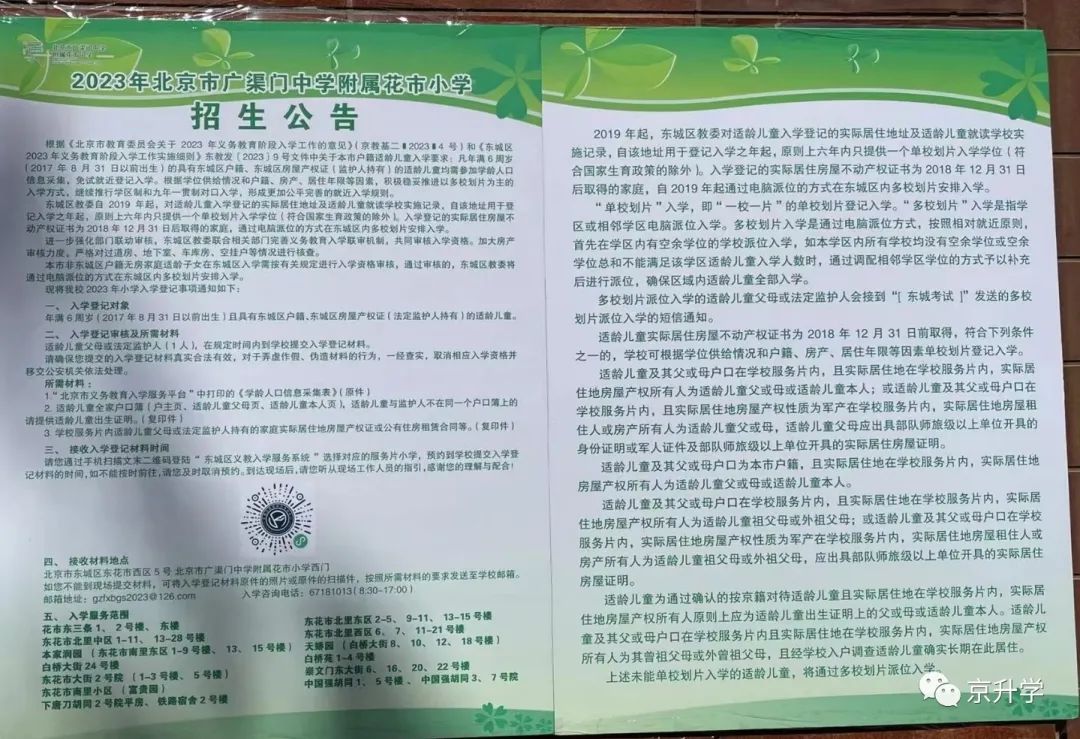 2023年北京市广渠门中学附属花市小学
招生公告
根据《北京市教育委员会关于 2023 年义务教育阶段入学工作的意见》(京教基二〔2023〕4 号)和《东城区
2023 年义务教育阶段入学工作实施细则》东教发〔2023〕9 号文件中关于本市户籍适龄儿童入学要求:凡年满 6 周岁
(2017 年 8 月 31 日以前出生)的具有东城区户籍、东城区房屋产权证(监护人持有)的适龄儿童均需参加学龄人口信
息采集,免试就近登记入学。根据学位供给情况和户籍、房产、居住年限等因素,积极稳妥推进以多校划片为主的
入学方式,继续推行学区制和九年一贯制对口入学,形成更加公平完善的就近入学规则。
东城区教委自 2019 年起,对适龄儿童入学登记的实际居住地址及适龄儿童就读学校实施记录,自该地址用于登
记入学之年起,原则上六年内只提供一个单校划片入学学位(符合国家生育政策的除外)。入学登记的实际居住房屋不
动产权证书为 2018 年 12 月 31 日后取得的家庭,通过电脑派位的方式在东城区内多校划片安排入学。
进一步强化部门联动审核,东城区教委联合相关部门完善义务教育入学联审机制,共同审核入学资格。加大房产
审核力度,严格对过道房、地下室、车库房、空挂户等情况进行核查。
本市非东城区户籍无房家庭适龄子女在东城区入学需按有关规定进行入学资格审核,通过审核的,东城区教委将
通过电脑派位的方式在东城区内多校划片安排入学。
现将我校 2023 年小学入学登记事项通知如下:
一、入学登记对象
年满 6 周岁(2017 年 8 月 31 日以前出生)且具有东城区户籍、东城区房屋产权证(法定监护人持有)的适龄儿童。
二、入学登记审核及所需材料
适龄儿童父母或法定监护人(1 人),在规定时间内到学校提交入学登记材料。
请确保您提交的入学登记材料真实合法有效,对于弄虚作假、伪造材料的行为,一经查实,取消相应入学资格并
移交公安机关依法处理。
所需材料:
1.“北京市义务教育入学服务平台”中打印的《学龄人口信息采集表》(原件)
2. 适龄儿童全家户口簿(户主页、适龄儿童父母页、适龄儿童本人页),适龄儿童与监护人不在同一个户口簿上的
请提供适龄儿童出生证明。(复印件)
3. 学校服务片内适龄儿童父母或法定监护人持有的家庭实际居住地房屋产权证或公有住房租赁合同等。(复印件)
三、接收入学登记材料时间
请您通过手机扫描文末二维码登陆“东城区义教入学服务系统”选择对应的服务片小学,预约到学校提交入学登
记材料的时间,如不能按时前往,请您及时取消预约。到达现场后,请您听从现场工作人员的指引,感谢您的理解与配合!
四、接收材料地点
北京市东城区东花市西区 5 号 北京市广渠门中学附属花市小学西门
如您不能到现场提交材料,可将入学登记材料原件的照片或原件的扫描件,按照所需材料的要求发送至学校邮箱。
邮箱地址:gzfxbgs2023@126.com 入学咨询电话:67181013(8:30-17:00)
五、入学服务范围
花市东三条 1、2 号楼、东楼
东花市北里中区 1-11、13-28 号楼
本家润园(东花市南里东区 1-9 号楼、13、15 号楼)
白桥大街 24 号楼
东花市大街 2 号院(1-3 号楼、5 号楼)
东花市南里小区(富贵园)
下唐刀胡同 2 号院平房、铁路宿舍 2 号楼
东花市北里东区 2-5、9-11、13-15 号楼
东花市北里西区 6、7、11-21 号楼
天蟾园(白桥大街 8、10、12、18 号楼)
白桥苑 1-4 号楼
崇文门东大街 6、16、20、22 号楼
中国强胡同 1、5 号楼、中国强胡同 3、7 号院
2019 年起,东城区教委对适龄儿童入学登记的实际居住地址及适龄儿童就读学校实
施记录,自该地址用于登记入学之年起,原则上六年内只提供一个单校划片入学学位(符
合国家生育政策的除外)。入学登记的实际居住房屋不动产权证书为 2018 年 12 月 31 日
后取得的家庭,自 2019 年起通过电脑派位的方式在东城区内多校划片安排入学。
“单校划片”入学,即“一校一片”的单校划片登记入学。“多校划片”入学是指学
区或相邻学区电脑派位入学。多校划片入学是通过电脑派位方式,按照相对就近原则,
首先在学区内有空余学位的学校派位入学,如本学区内所有学校均没有空余学位或空余
学位总和不能满足该学区适龄儿童入学人数时,通过调配相邻学区学位的方式予以补充
后进行派位,确保区域内适龄儿童全部入学。
多校划片派位入学的适龄儿童父母或法定监护人会接到“[东城考试]”发送的多校
划片派位入学的短信通知。
适龄儿童实际居住房屋不动产权证书为 2018 年 12 月 31 日前取得,符合下列条件
之一的,学校可根据学位供给情况和户籍、房产、居住年限等因素单校划片登记入学。
适龄儿童及其父或母户口在学校服务片内,且实际居住地在学校服务片内,实际居
住地房屋产权所有人为适龄儿童父母或适龄儿童本人;或适龄儿童及其父或母户口在
学校服务片内,且实际居住地房屋产权性质为军产在学校服务片内,实际居住房屋租
住人或房产所有人为适龄儿童父或母,适龄儿童父母应出具部队师旅级以上单位开具的
身份证明或军人证件及部队师旅级以上单位开具的实际居住房屋证明。
适龄儿童及其父或母户口为本市户籍,且实际居住地在学校服务片内,实际居住地
房屋产权所有人为适龄儿童父或母或适龄儿童本人。
适龄儿童及其父或母户口在学校服务片内,且实际居住地在学校服务片内,实际居
住地房屋产权所有人为适龄儿童祖父母或外祖父母;或适龄儿童及其父或母户口在学校
服务片内,实际居住地房屋产权性质为军产在学校服务片内,实际居住房屋租住人或
房产所有人为适龄儿童祖父母或外祖父母,应出具部队师旅级以上单位开具的实际居住
房屋证明。
适龄儿童为通过确认的按京籍对待适龄儿童且实际居住地在学校服务片内,实际居
住地房屋产权所有人原则上应为适龄儿童出生证明上的父或母或适龄儿童本人。适龄儿
童及其父或母户口在学校服务片内且实际居住地在学校服务片内,实际居住地房屋产权
所有人为其曾祖父母或外曾祖父母,且经学校入户调查适龄儿童确实长期在此居住。
上述未能单校划片入学的适龄儿童,将通过多校划片派位入学。
京升学